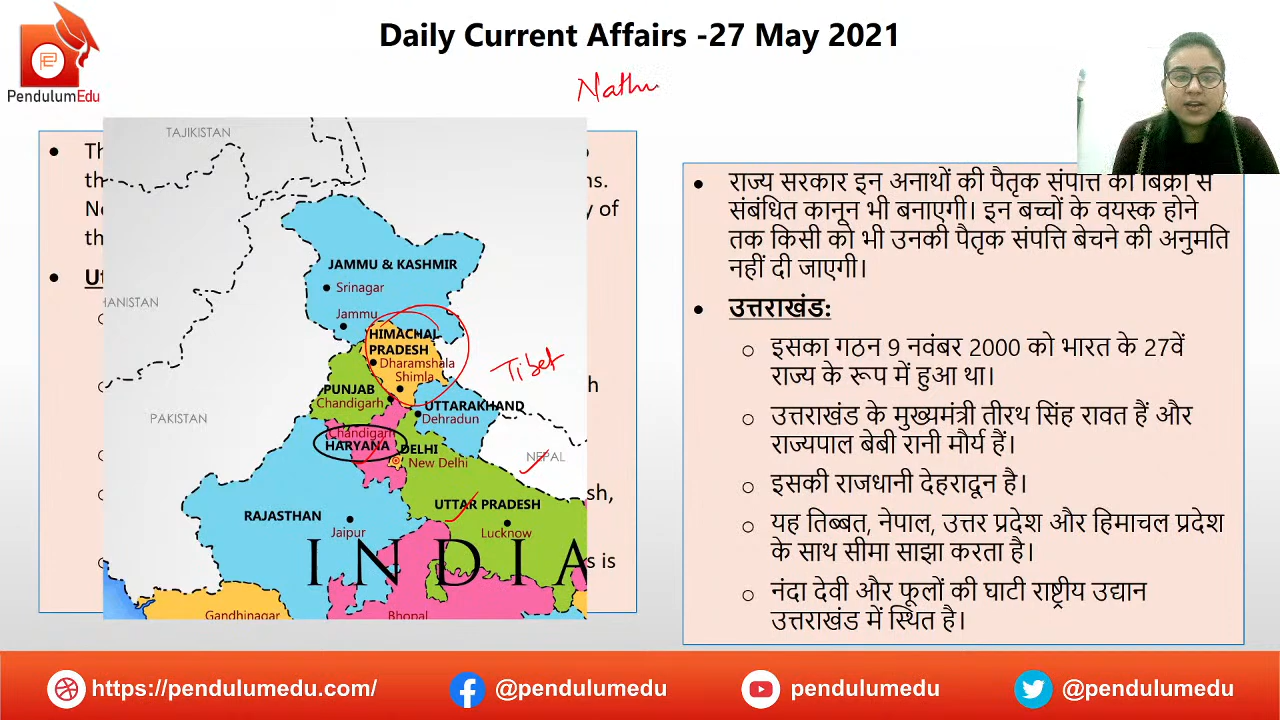 Daily Current Affairs -27 May 2021
PendulumEdu
Nathu
Th
th
ns.
Ne
y of
th
Ut
TAJIKISTAN
HANISTAN
PAKISTAN
JAMMU & KASHMIR
Srinagar
Jammu
HIMACHAL
PRADESH
Dharamshala
Shimla
Tibet
PUNJAB
Chandigarh
UTTARAKHAND
Dehradun
Chandigarh
HARYANA
DELHI
New Delhi
NEPAL
UTTAR PRADESH
Lucknow
RAJASTHAN
Jaipur
INDIA
Gandhinagar
Bhopal
h
sh,
s is
राज्य सरकार इन अनाथों की पैतृक संपत्ति की बिक्री से
संबंधित कानून भी बनाएगी। इन बच्चों के वयस्क होने
तक किसी को भी उनकी पैतृक संपत्ति बेचने की अनुमति
नहीं दी जाएगी।
उत्तराखंड:
इसका गठन 9 नवंबर 2000 को भारत के 27वें
राज्य के रूप में हुआ था।
उत्तराखंड के मुख्यमंत्री तीरथ सिंह रावत हैं और
राज्यपाल बेबी रानी मौर्य हैं।
इसकी राजधानी देहरादून है।
यह तिब्बत, नेपाल, उत्तर प्रदेश और हिमाचल प्रदेश
के साथ सीमा साझा करता है।
नंदा देवी और फूलों की घाटी राष्ट्रीय उद्यान
उत्तराखंड में स्थित है।
https://pendulumedu.com/
@pendulumedu
pendulumedu
@pendulumedu